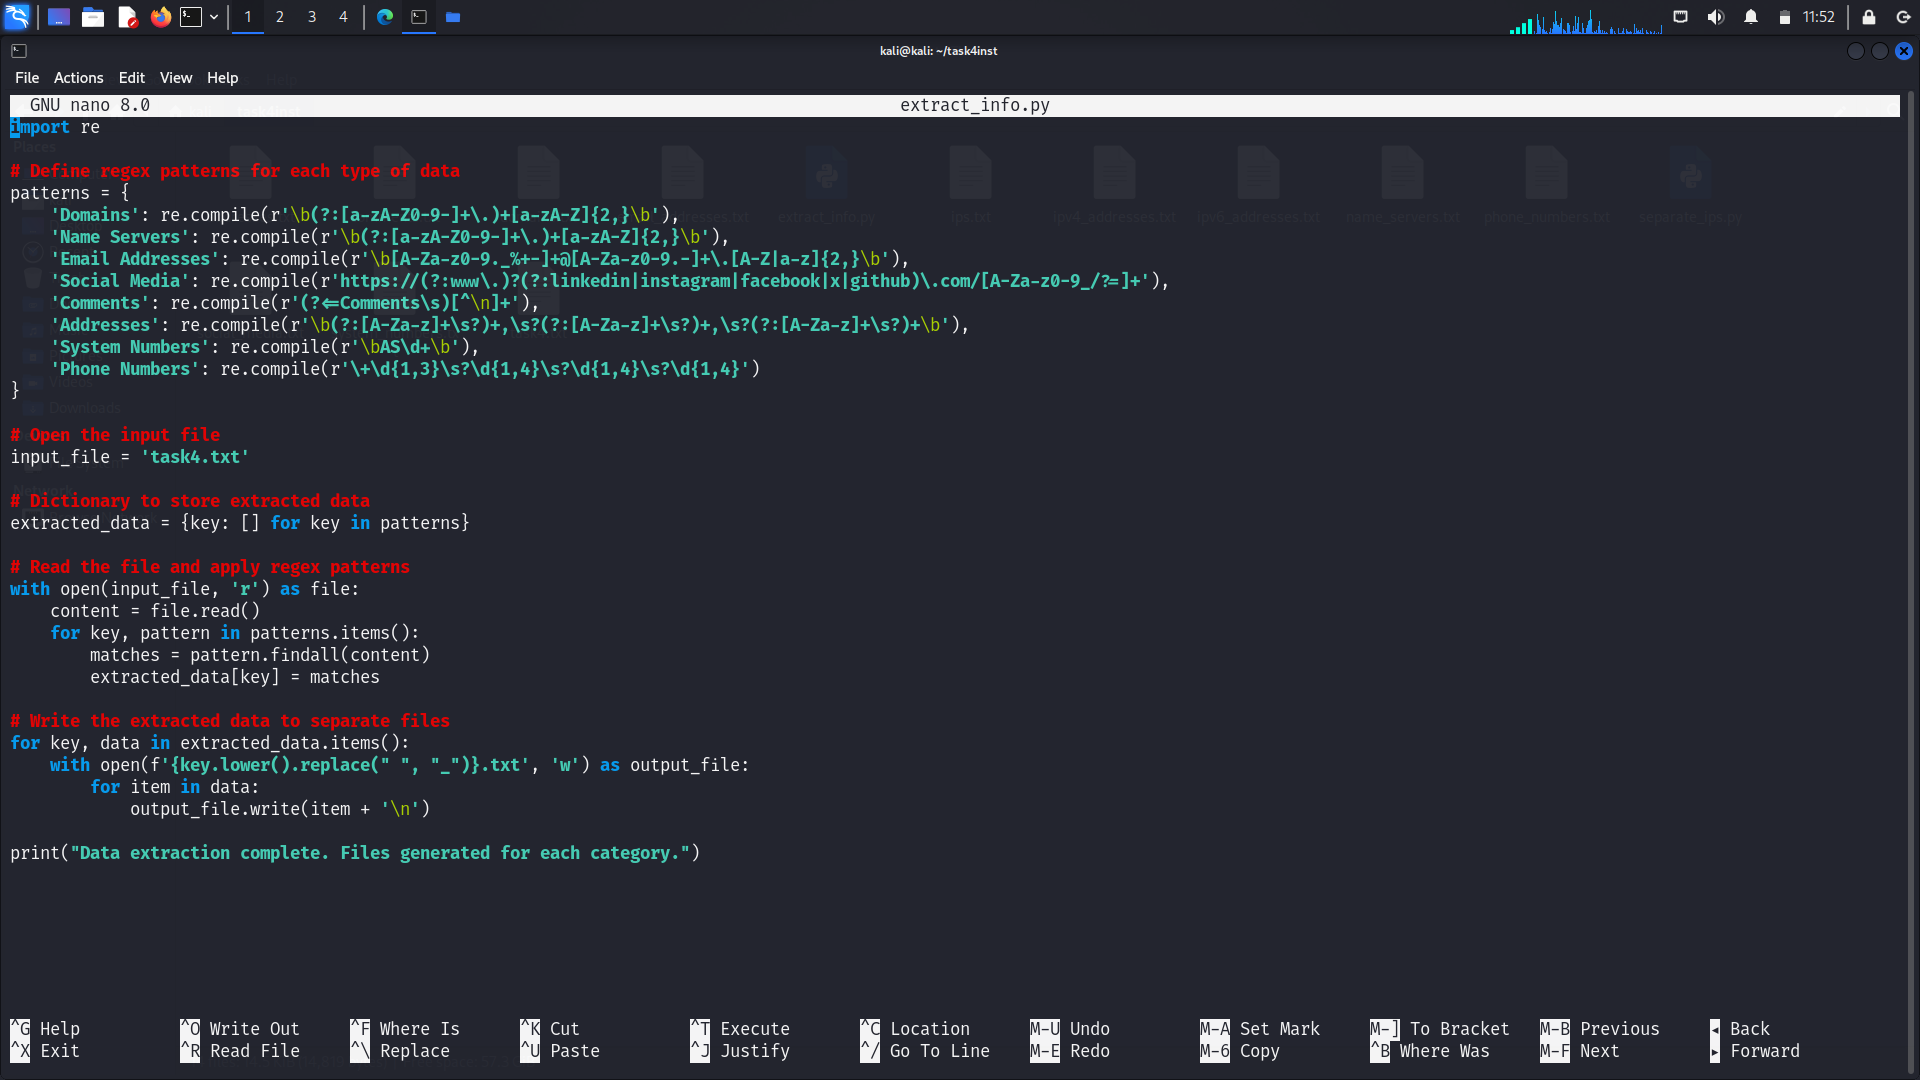 1 2 3 4 11:52
kali@kali: ~/task4inst
File Actions Edit View Help
GNU nano 8.0 extract_info.py
import re
# Define regex patterns for each type of data
patterns = {
    'Domains': re.compile(r'\b(?:[a-zA-Z0-9-]+\.)+[a-zA-Z]{2,}\b'),
    'Name Servers': re.compile(r'\b(?:[a-zA-Z0-9-]+\.)+[a-zA-Z]{2,}\b'),
    'Email Addresses': re.compile(r'\b[A-Za-z0-9._%+-]+@[A-Za-z0-9.-]+\.[A-Z|a-z]{2,}\b'),
    'Social Media': re.compile(r'https://(?:www\.)?(?:linkedin|instagram|facebook|x|github)\.com/[A-Za-z0-9_/?=]+'),
    'Comments': re.compile(r'(?<=Comments\s)[^\n]+'),
    'Addresses': re.compile(r'\b(?:[A-Za-z]+\s?)+,\s?(?:[A-Za-z]+\s?)+,\s?(?:[A-Za-z]+\s?)+\b'),
    'System Numbers': re.compile(r'\bAS\d+\b'),
    'Phone Numbers': re.compile(r'\+\d{1,3}\s?\d{1,4}\s?\d{1,4}\s?\d{1,4}')
}
# Open the input file
input_file = 'task4.txt'
# Dictionary to store extracted data
extracted_data = {key: [] for key in patterns}
# Read the file and apply regex patterns
with open(input_file, 'r') as file:
    content = file.read()
    for key, pattern in patterns.items():
        matches = pattern.findall(content)
        extracted_data[key] = matches
# Write the extracted data to separate files
for key, data in extracted_data.items():
    with open(f'{key.lower().replace(" ", "_")}.txt', 'w') as output_file:
        for item in data:
            output_file.write(item + '\n')
print("Data extraction complete. Files generated for each category.")
^G Help ^O Write Out ^F Where Is ^K Cut ^T Execute ^C Location M-U Undo M-A Set Mark M-] To Bracket M-B Previous ◂ Back
^X Exit ^R Read File ^\ Replace ^U Paste ^J Justify ^/ Go To Line M-E Redo M-6 Copy ^B Where Was M-F Next ▸ Forward